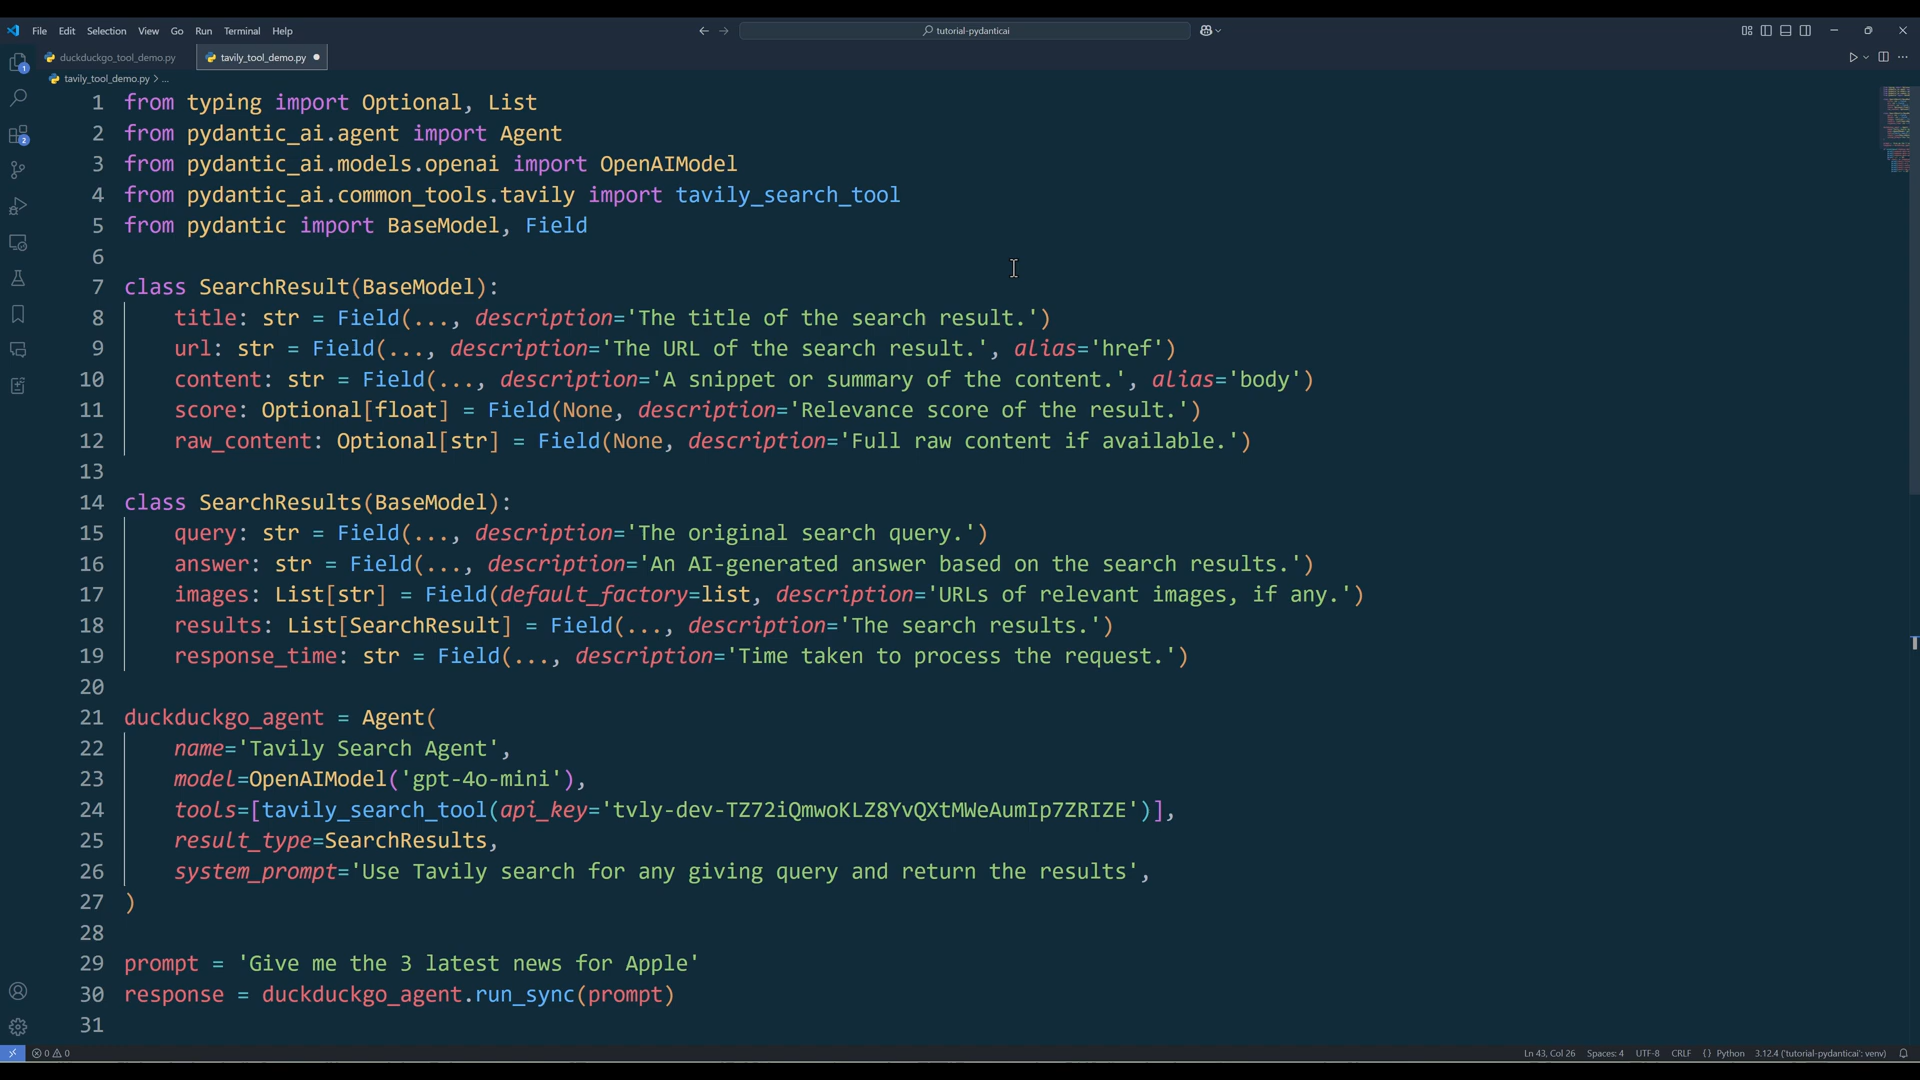 File Edit Selection View Go Run Terminal Help
tutorial-pydanticai
duckduckgo_tool_demo.py
tavily_tool_demo.py
tavily_tool_demo.py > ...
1 from typing import Optional, List
2 from pydantic_ai.agent import Agent
3 from pydantic_ai.models.openai import OpenAIModel
4 from pydantic_ai.common_tools.tavily import tavily_search_tool
5 from pydantic import BaseModel, Field
6
7 class SearchResult(BaseModel):
8 title: str = Field(..., description='The title of the search result.')
9 url: str = Field(..., description='The URL of the search result.', alias='href')
10 content: str = Field(..., description='A snippet or summary of the content.', alias='body')
11 score: Optional[float] = Field(None, description='Relevance score of the result.')
12 raw_content: Optional[str] = Field(None, description='Full raw content if available.')
13
14 class SearchResults(BaseModel):
15 query: str = Field(..., description='The original search query.')
16 answer: str = Field(..., description='An AI-generated answer based on the search results.')
17 images: List[str] = Field(default_factory=list, description='URLs of relevant images, if any.')
18 results: List[SearchResult] = Field(..., description='The search results.')
19 response_time: str = Field(..., description='Time taken to process the request.')
20
21 duckduckgo_agent = Agent(
22 name='Tavily Search Agent',
23 model=OpenAIModel('gpt-4o-mini'),
24 tools=[tavily_search_tool(api_key='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')],
25 result_type=SearchResults,
26 system_prompt='Use Tavily search for any giving query and return the results',
27 )
28
29 prompt = 'Give me the 3 latest news for Apple'
30 response = duckduckgo_agent.run_sync(prompt)
31
0 0 Ln 43, Col 26 Spaces: 4 UTF-8 CRLF {} Python 3.12.4 ('tutorial-pydanticai': venv)